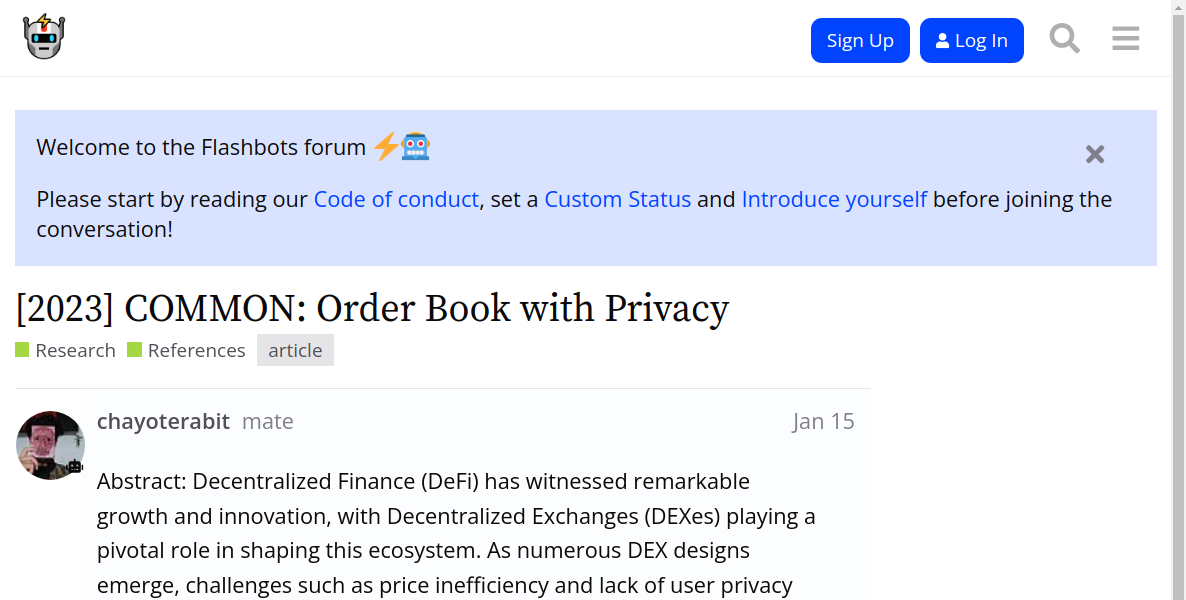 Sign Up
Log In
Welcome to the Flashbots forum
Please start by reading our Code of conduct, set a Custom Status and Introduce yourself before joining the
conversation!
[2023] COMMON: Order Book with Privacy
Research References article
chayoterabit mate Jan 15
Abstract: Decentralized Finance (DeFi) has witnessed remarkable
growth and innovation, with Decentralized Exchanges (DEXes) playing a
pivotal role in shaping this ecosystem. As numerous DEX designs
emerge, challenges such as price inefficiency and lack of user privacy